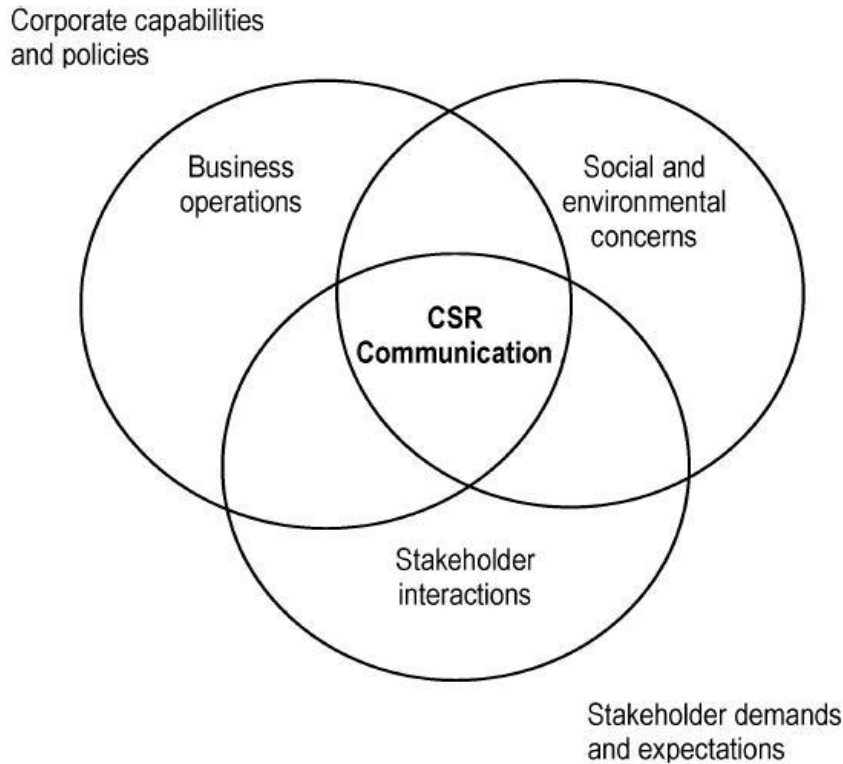 Corporate capabilities
and policies
Business
operations
Social and
environmental
concerns
CSR
Communication
Stakeholder
interactions
Stakeholder demands
and expectations